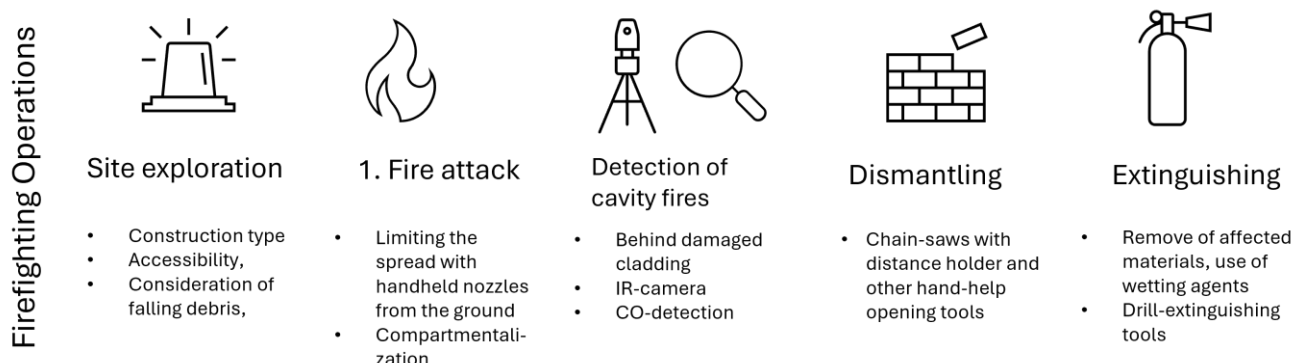 Firefighting Operations
Site exploration
• Construction type
• Accessibility,
• Consideration of
falling debris,
1. Fire attack
• Limiting the
spread with
handheld nozzles
from the ground
• Compartmentali-
zation
Detection of
cavity fires
• Behind damaged
cladding
• IR-camera
• CO-detection
Dismantling
• Chain-saws with
distance holder and
other hand-help
opening tools
Extinguishing
• Remove of affected
materials, use of
wetting agents
• Drill-extinguishing
tools